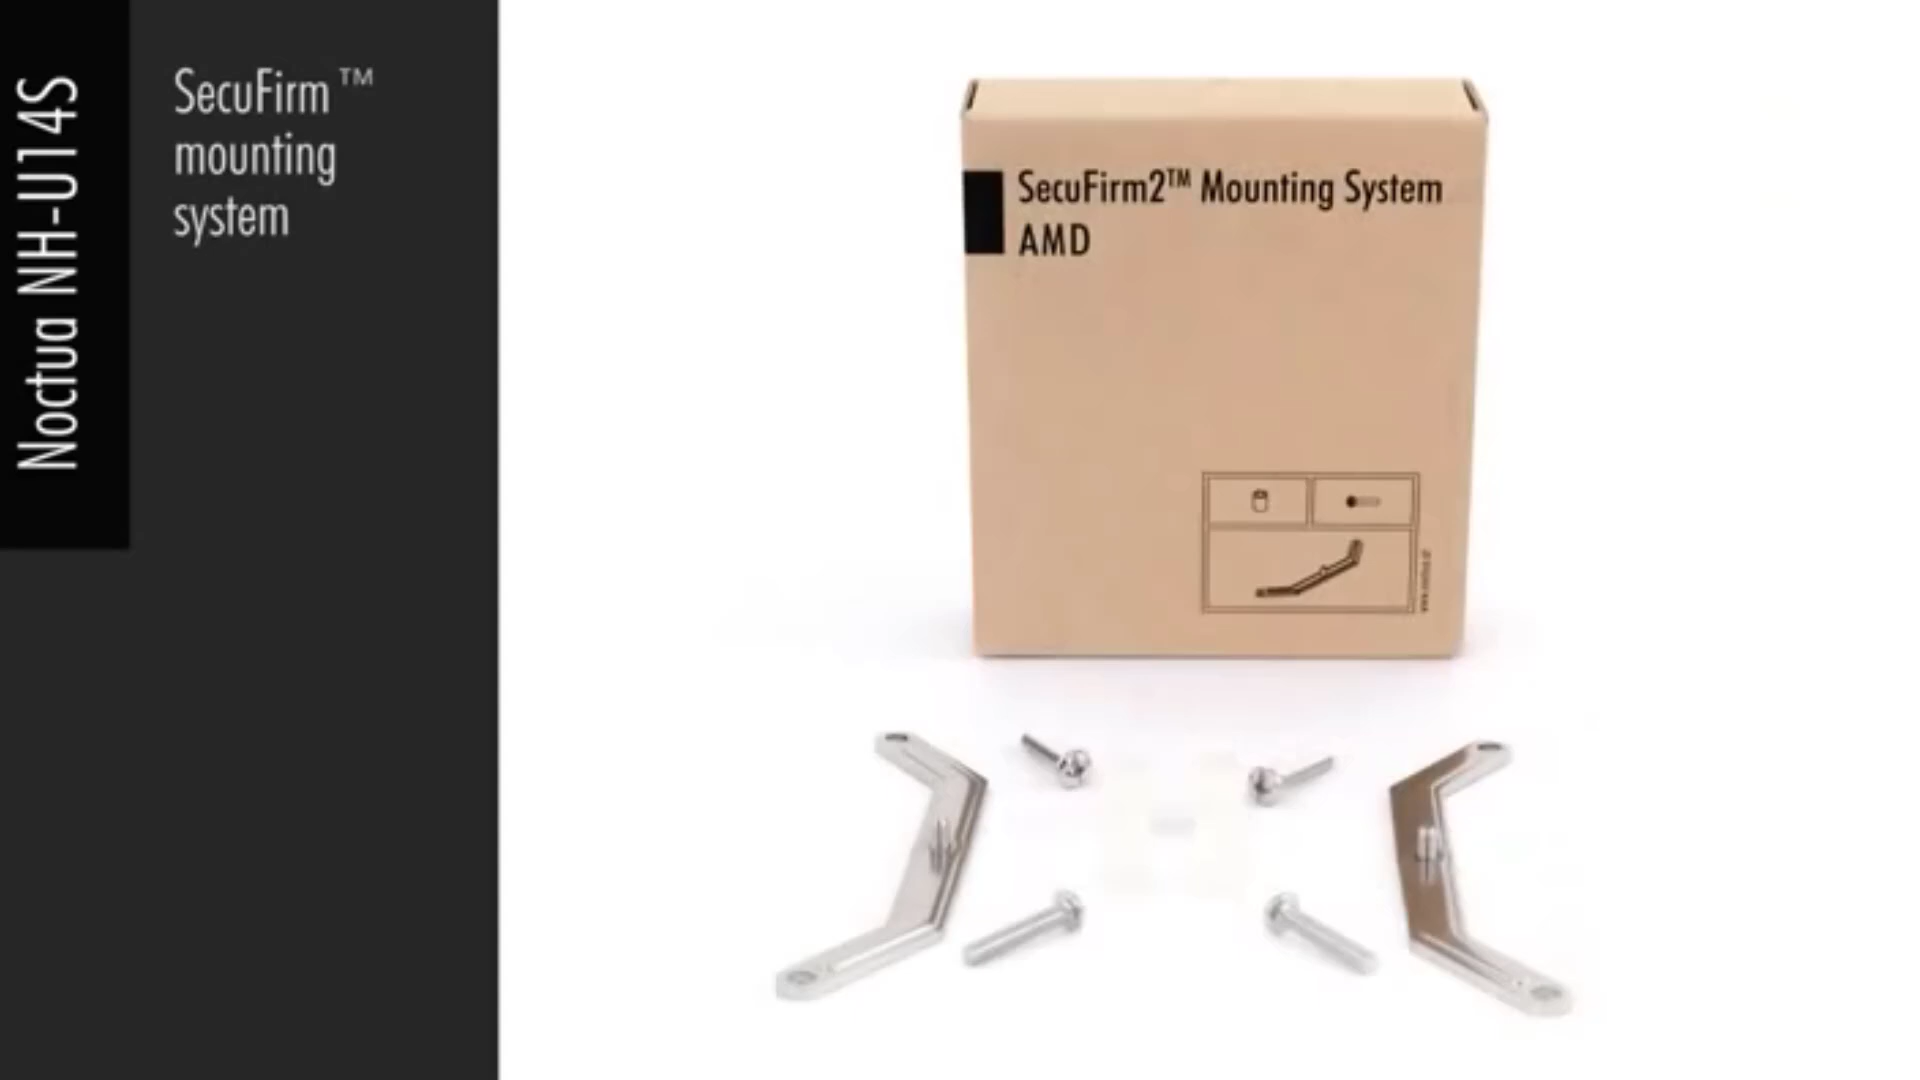 Noctua NH-U14S
SecuFirm™
mounting
system
SecuFirm2™ Mounting System
AMD